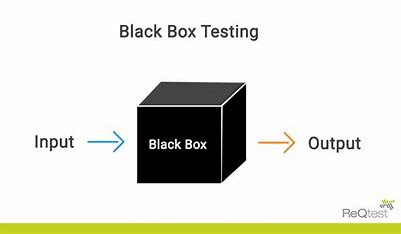 Black Box Testing
Input
Black Box
Output
ReQtest